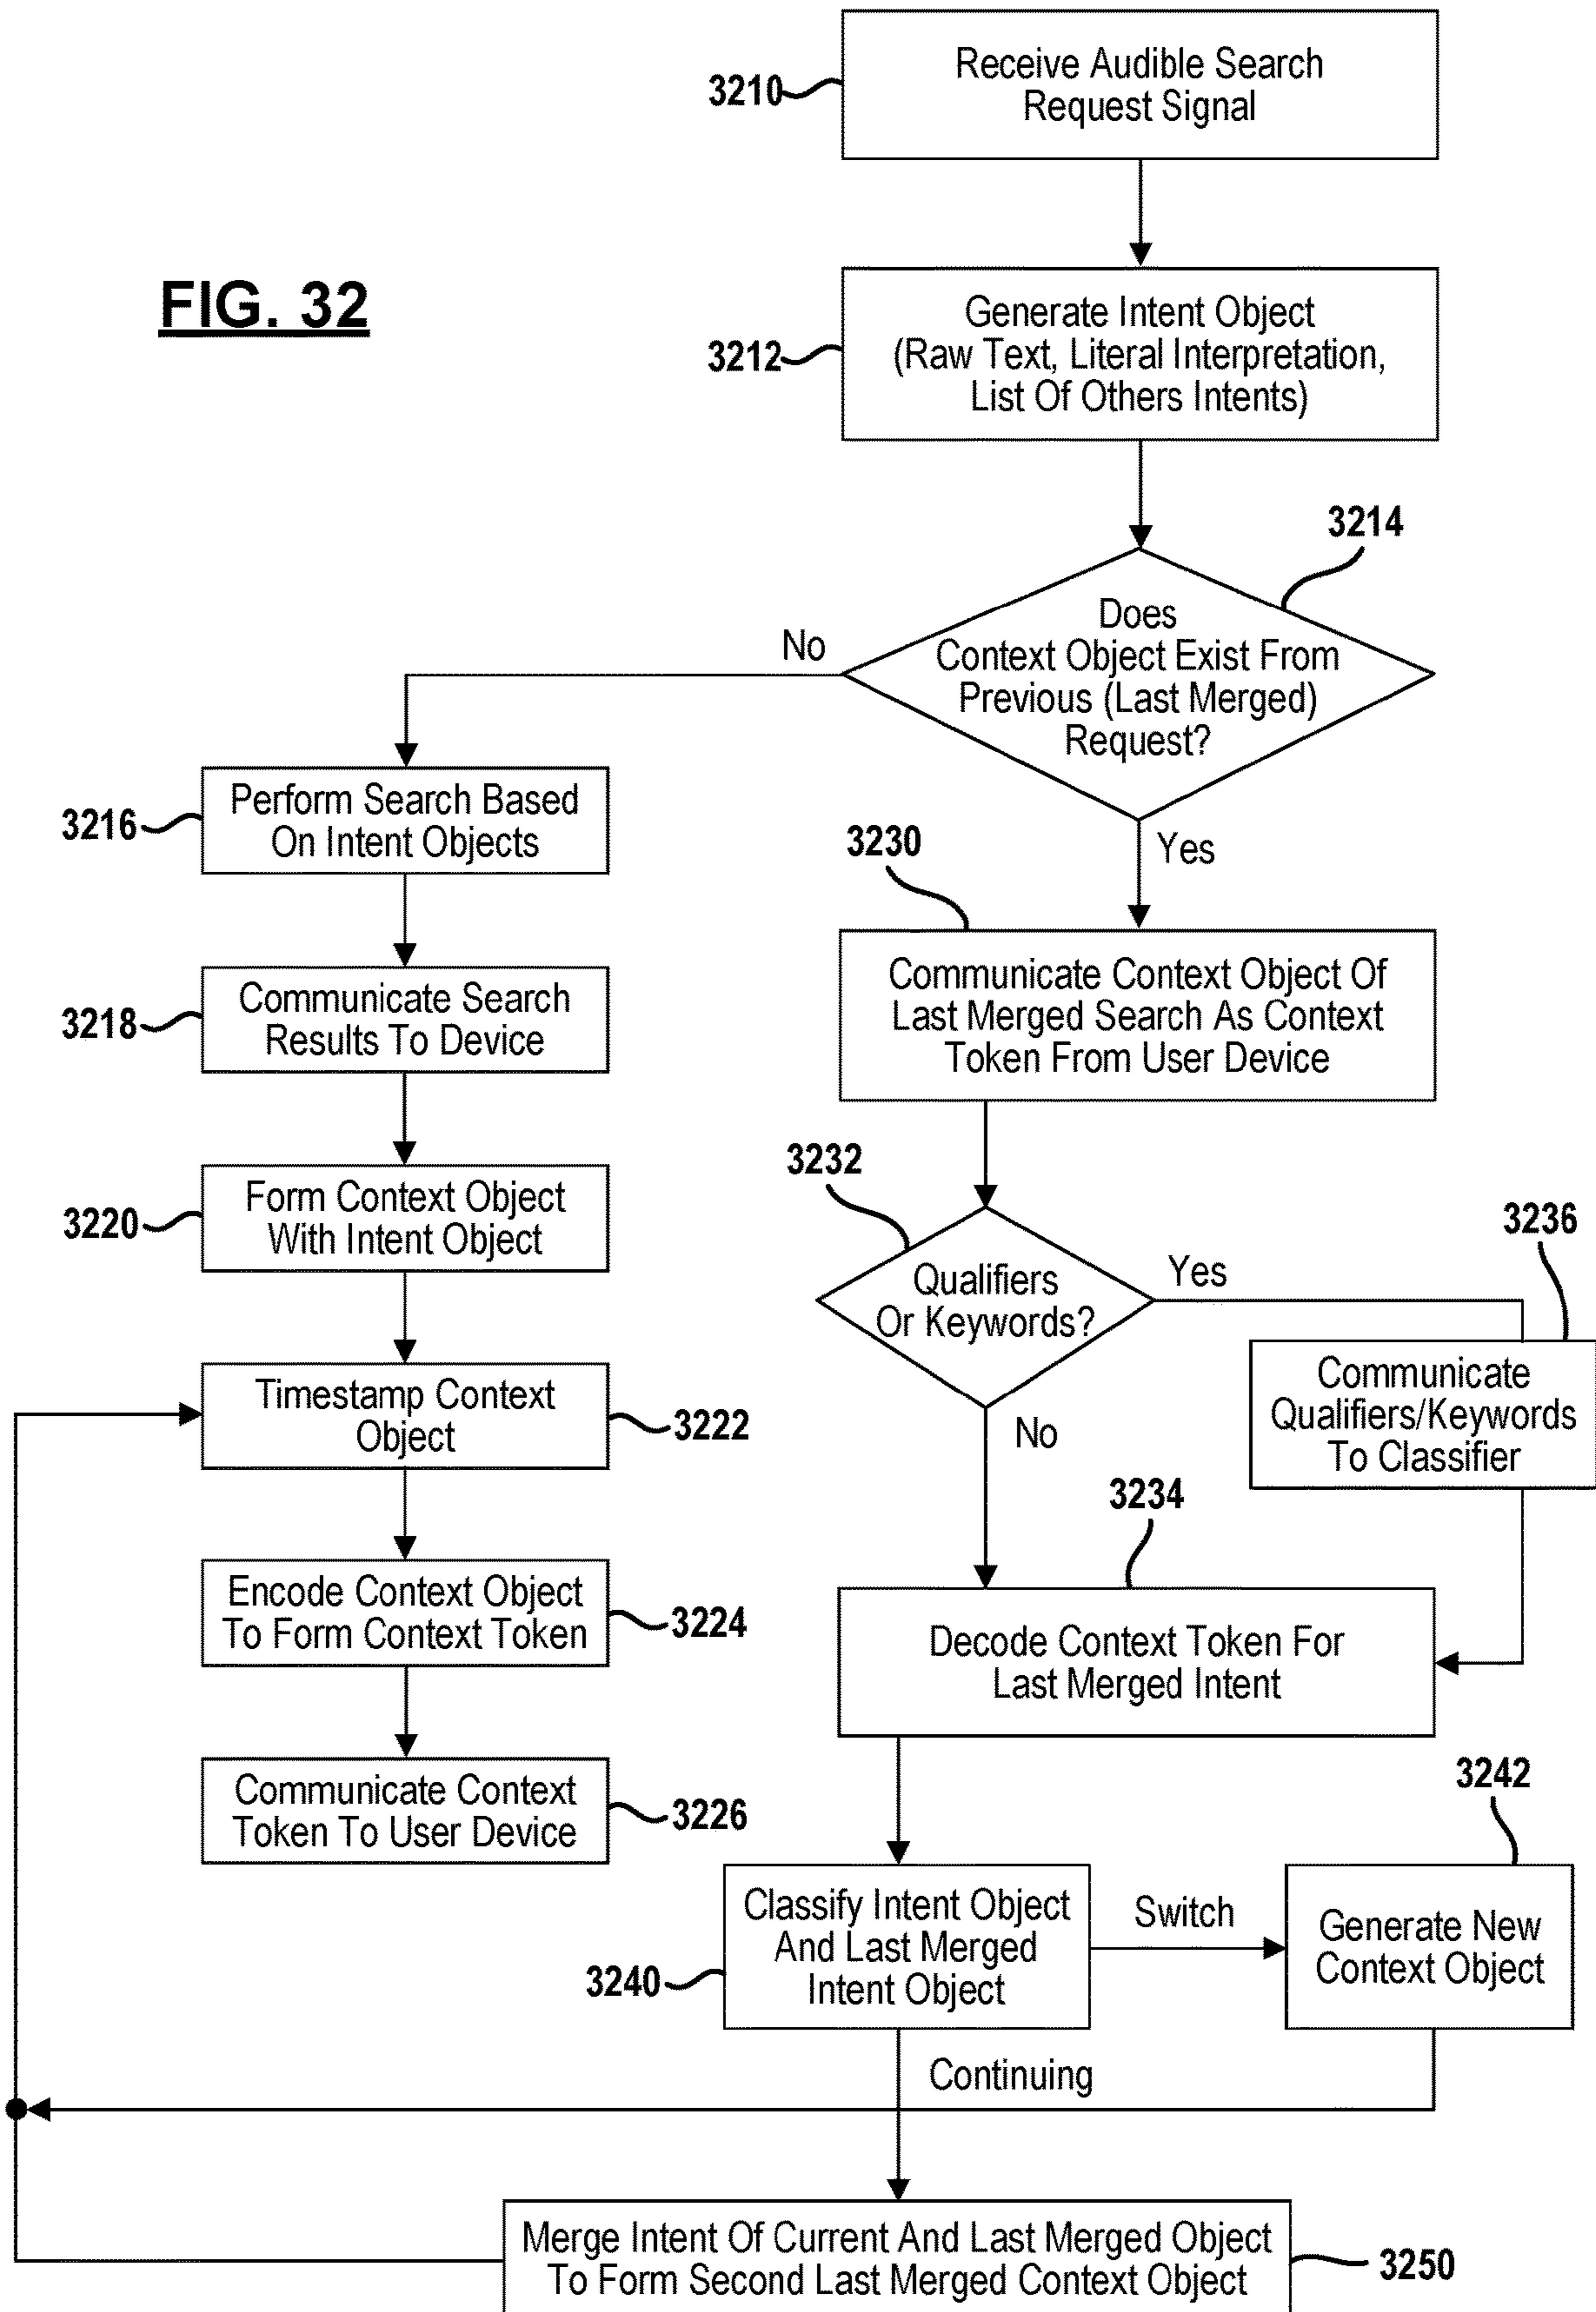 3210
Receive Audible Search
Request Signal
FIG. 32
3212
Generate Intent Object
(Raw Text, Literal Interpretation,
List Of Others Intents)
3214
Does
Context Object Exist From
Previous (Last Merged)
Request?
No
Yes
3216
Perform Search Based
On Intent Objects
3218
Communicate Search
Results To Device
3220
Form Context Object
With Intent Object
Timestamp Context
Object
3222
Encode Context Object
To Form Context Token
3224
Communicate Context
Token To User Device
3226
3230
Communicate Context Object Of
Last Merged Search As Context
Token From User Device
3232
Qualifiers
Or Keywords?
Yes
No
3236
Communicate
Qualifiers/Keywords
To Classifier
3234
Decode Context Token For
Last Merged Intent
3240
Classify Intent Object
And Last Merged
Intent Object
Switch
3242
Generate New
Context Object
Continuing
Merge Intent Of Current And Last Merged Object
To Form Second Last Merged Context Object
3250